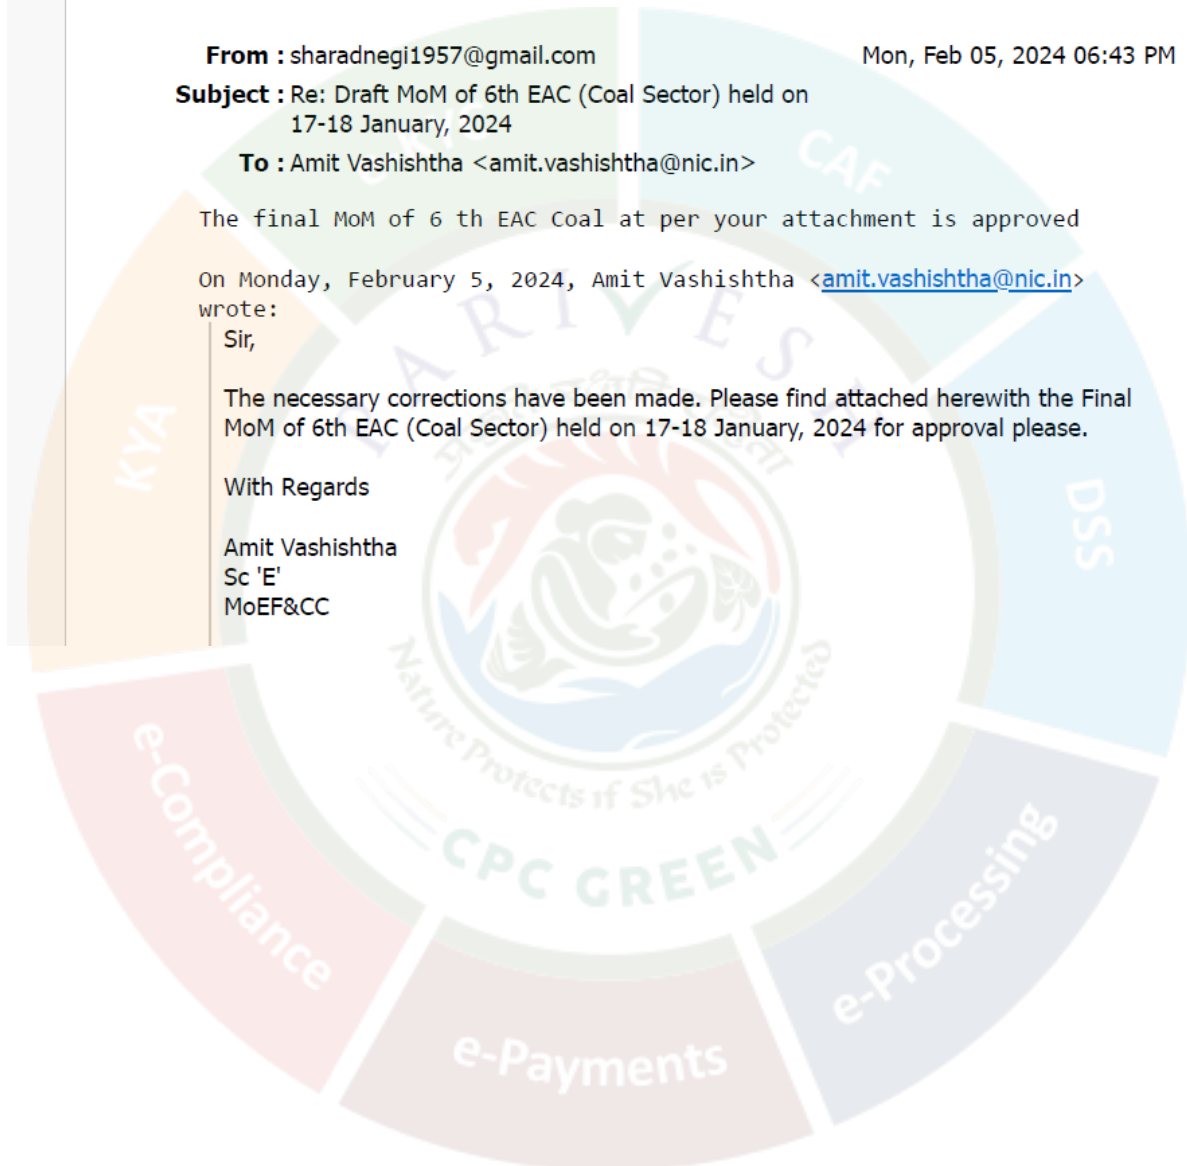 From : sharadnegi1957@gmail.com
Mon, Feb 05, 2024 06:43 PM
Subject : Re: Draft MoM of 6th EAC (Coal Sector) held on
17-18 January, 2024
To : Amit Vashishtha <amit.vashishtha@nic.in>
The final MoM of 6 th EAC Coal at per your attachment is approved
On Monday, February 5, 2024, Amit Vashishtha <amit.vashishtha@nic.in>
wrote:
Sir,
The necessary corrections have been made. Please find attached herewith the Final
MoM of 6th EAC (Coal Sector) held on 17-18 January, 2024 for approval please.
With Regards
Amit Vashishtha
Sc 'E'
MoEF&CC
CAF
KYA
DSS
PARIVESH
Nature Protects if She is Protected
CPC GREEN
e-Compliance
e-Processing
e-Payments